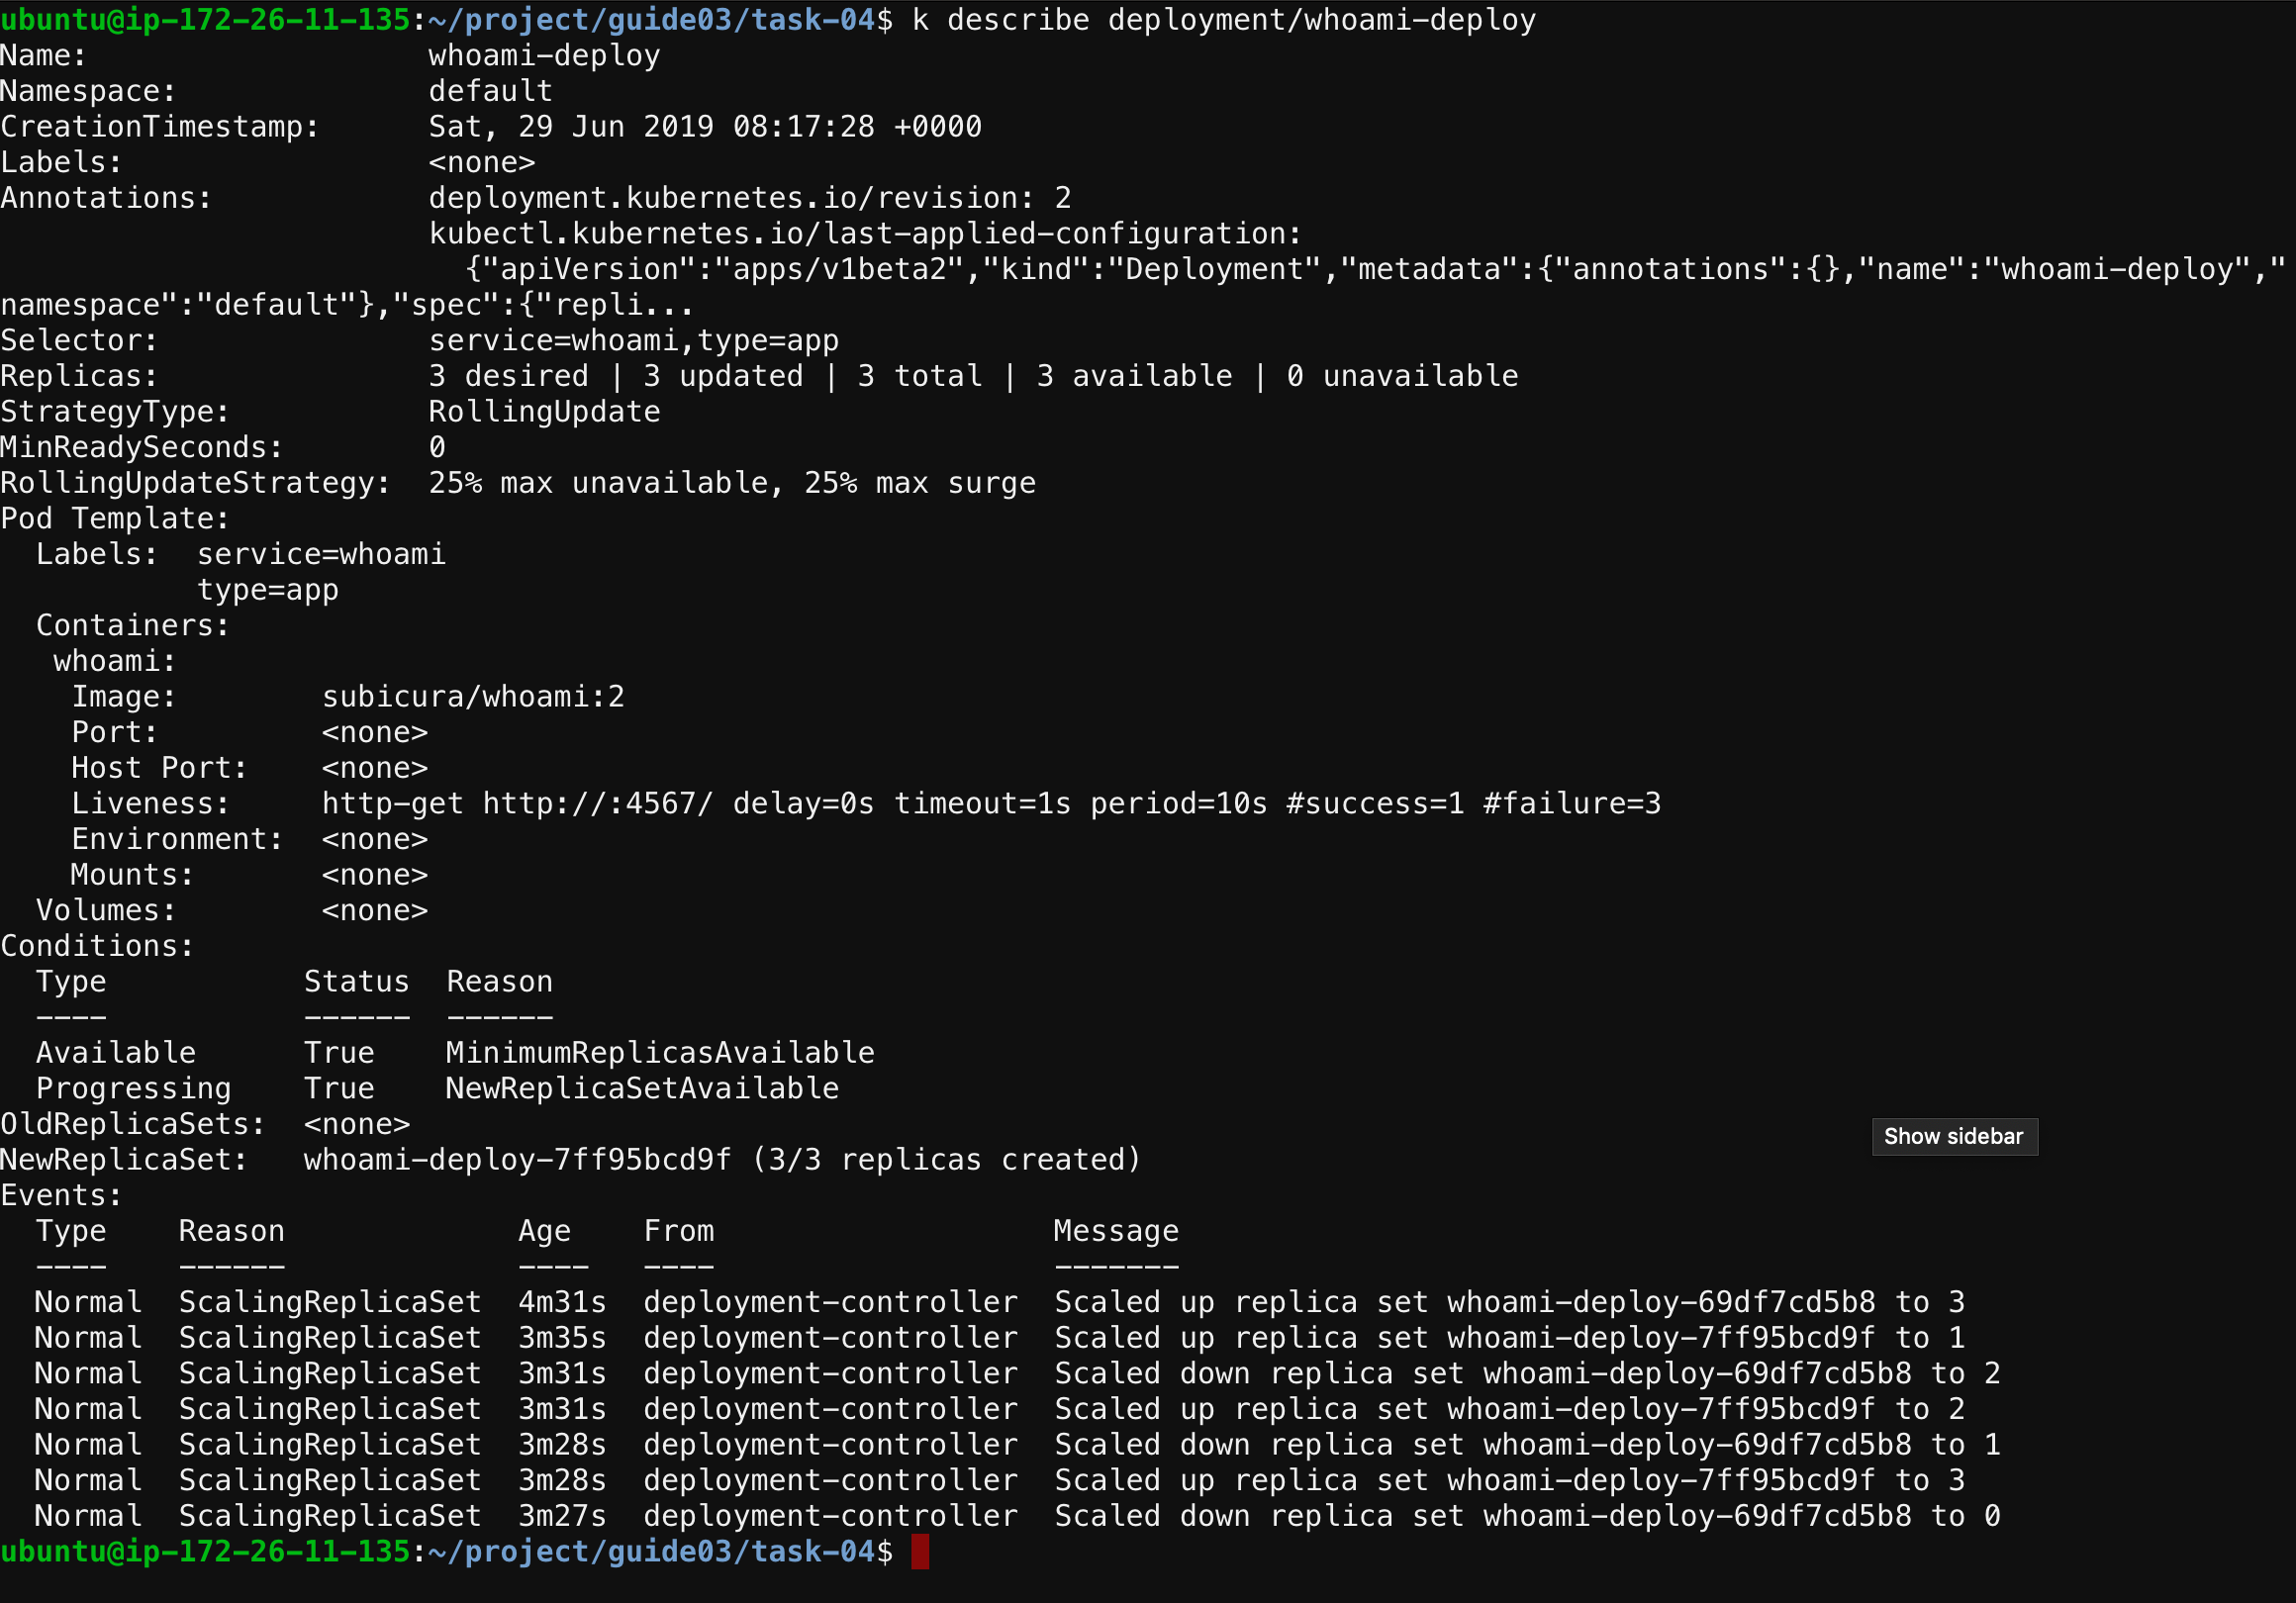 ubuntu@ip-172-26-11-135:~/project/guide03/task-04$ k describe deployment/whoami-deploy
Name:                   whoami-deploy
Namespace:              default
CreationTimestamp:      Sat, 29 Jun 2019 08:17:28 +0000
Labels:                 <none>
Annotations:            deployment.kubernetes.io/revision: 2
                        kubectl.kubernetes.io/last-applied-configuration:
                          {"apiVersion":"apps/v1beta2","kind":"Deployment","metadata":{"annotations":{},"name":"whoami-deploy","
namespace":"default"},"spec":{"repli...
Selector:               service=whoami,type=app
Replicas:               3 desired | 3 updated | 3 total | 3 available | 0 unavailable
StrategyType:           RollingUpdate
MinReadySeconds:        0
RollingUpdateStrategy:  25% max unavailable, 25% max surge
Pod Template:
  Labels:  service=whoami
           type=app
  Containers:
   whoami:
    Image:        subicura/whoami:2
    Port:         <none>
    Host Port:    <none>
    Liveness:     http-get http://:4567/ delay=0s timeout=1s period=10s #success=1 #failure=3
    Environment:  <none>
    Mounts:       <none>
  Volumes:        <none>
Conditions:
  Type           Status  Reason
  ----           ------  ------
  Available      True    MinimumReplicasAvailable
  Progressing    True    NewReplicaSetAvailable
OldReplicaSets:  <none>
Show sidebar
NewReplicaSet:   whoami-deploy-7ff95bcd9f (3/3 replicas created)
Events:
  Type    Reason             Age    From                   Message
  ----    ------             ----   ----                   -------
  Normal  ScalingReplicaSet  4m31s  deployment-controller  Scaled up replica set whoami-deploy-69df7cd5b8 to 3
  Normal  ScalingReplicaSet  3m35s  deployment-controller  Scaled up replica set whoami-deploy-7ff95bcd9f to 1
  Normal  ScalingReplicaSet  3m31s  deployment-controller  Scaled down replica set whoami-deploy-69df7cd5b8 to 2
  Normal  ScalingReplicaSet  3m31s  deployment-controller  Scaled up replica set whoami-deploy-7ff95bcd9f to 2
  Normal  ScalingReplicaSet  3m28s  deployment-controller  Scaled down replica set whoami-deploy-69df7cd5b8 to 1
  Normal  ScalingReplicaSet  3m28s  deployment-controller  Scaled up replica set whoami-deploy-7ff95bcd9f to 3
  Normal  ScalingReplicaSet  3m27s  deployment-controller  Scaled down replica set whoami-deploy-69df7cd5b8 to 0
ubuntu@ip-172-26-11-135:~/project/guide03/task-04$